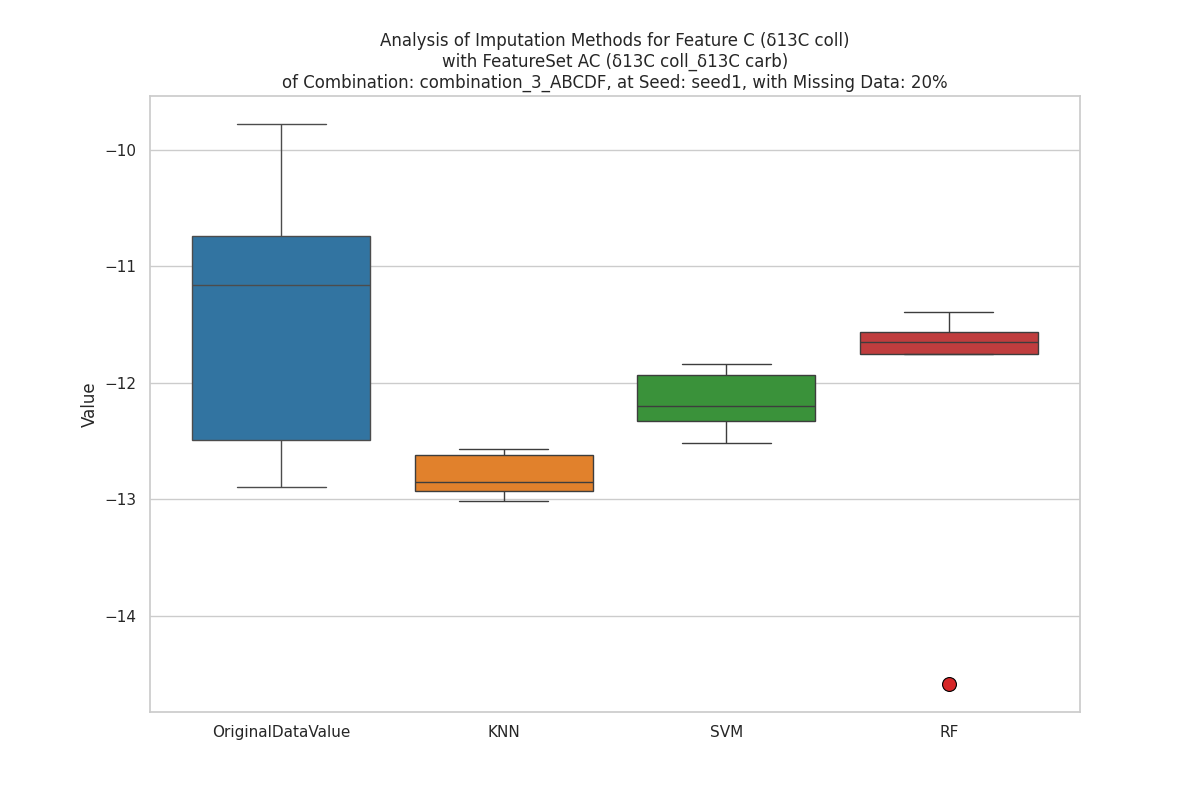 Analysis of Imputation Methods for Feature C (δ13C coll)
with FeatureSet AC (δ13C coll_δ13C carb)
of Combination: combination_3_ABCDF, at Seed: seed1, with Missing Data: 20%
−10
−11
−12
−13
−14
Value
OriginalDataValue
KNN
SVM
RF